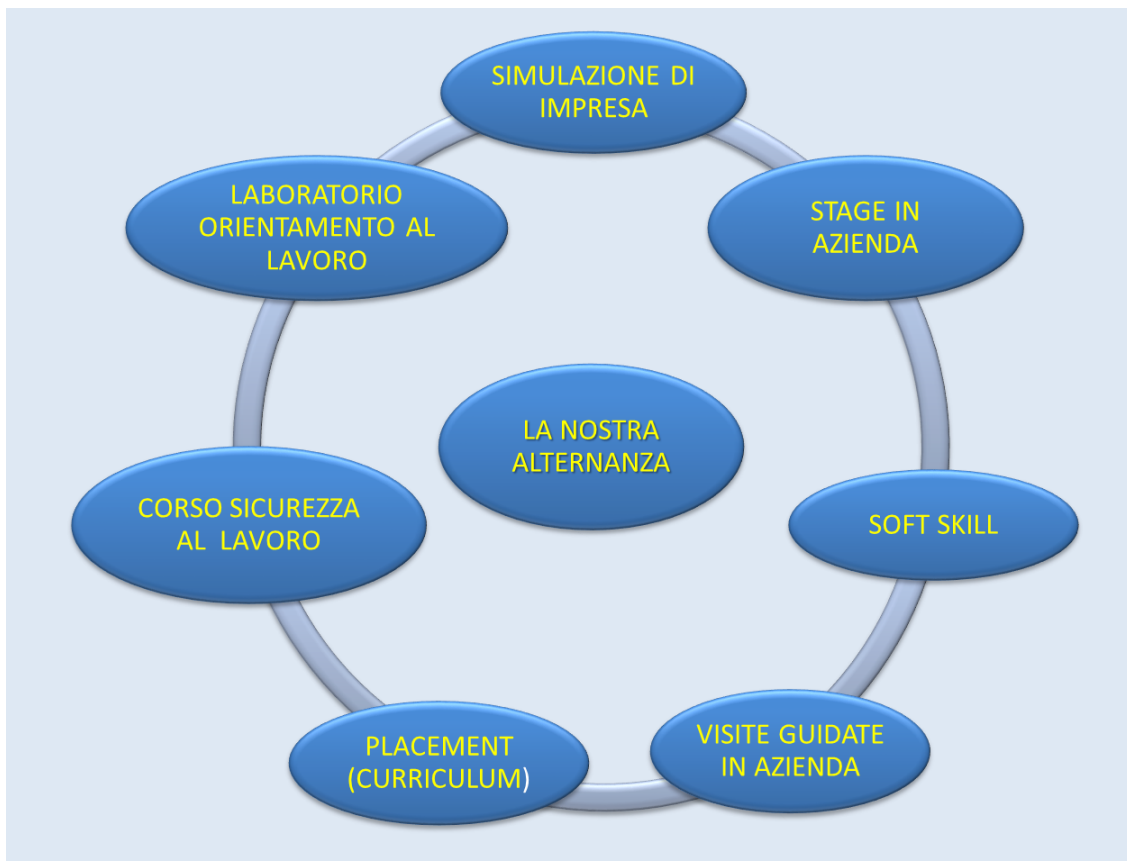 SIMULAZIONE DI
IMPRESA
LABORATORIO
ORIENTAMENTO AL
LAVORO
STAGE IN
AZIENDA
LA NOSTRA
ALTERNANZA
CORSO SICUREZZA
AL LAVORO
SOFT SKILL
PLACEMENT
(CURRICULUM)
VISITE GUIDATE
IN AZIENDA